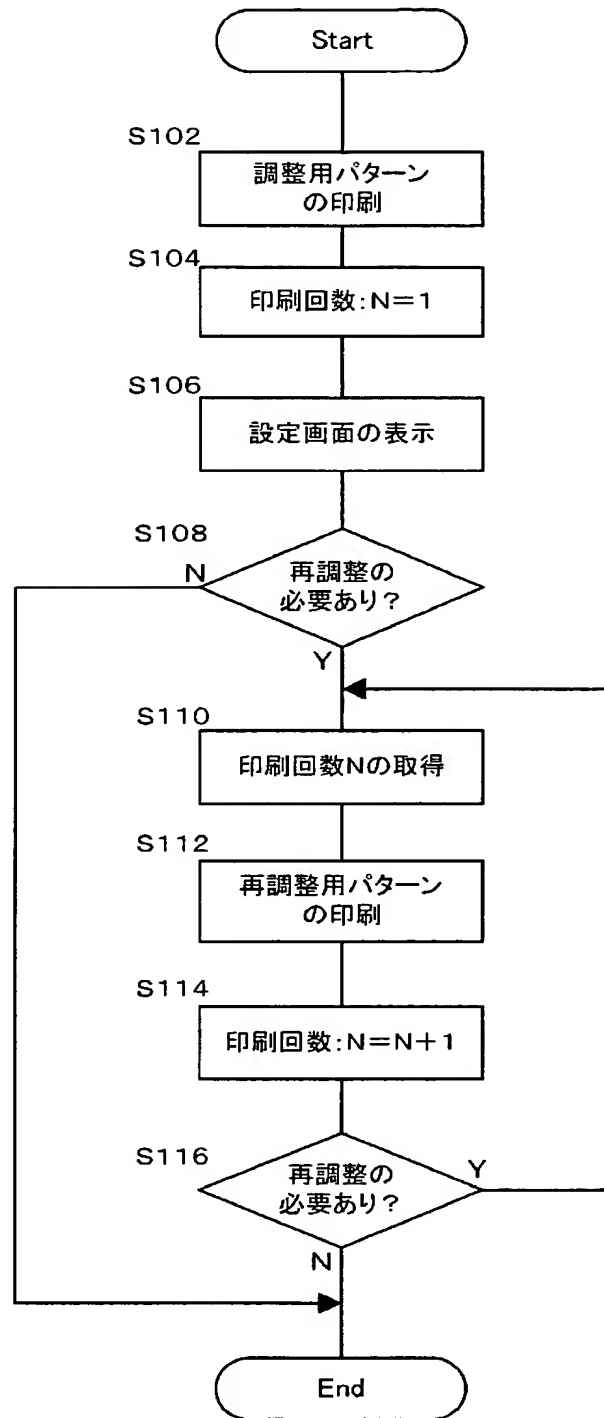 Start
S102
調整用パターン
の印刷
S104
印刷回数:N=1
S106
設定画面の表示
S108
N
再調整の
必要あり?
Y
S110
印刷回数Nの取得
S112
再調整用パターン
の印刷
S114
印刷回数:N=N+1
S116
再調整の
必要あり?
Y
N
End